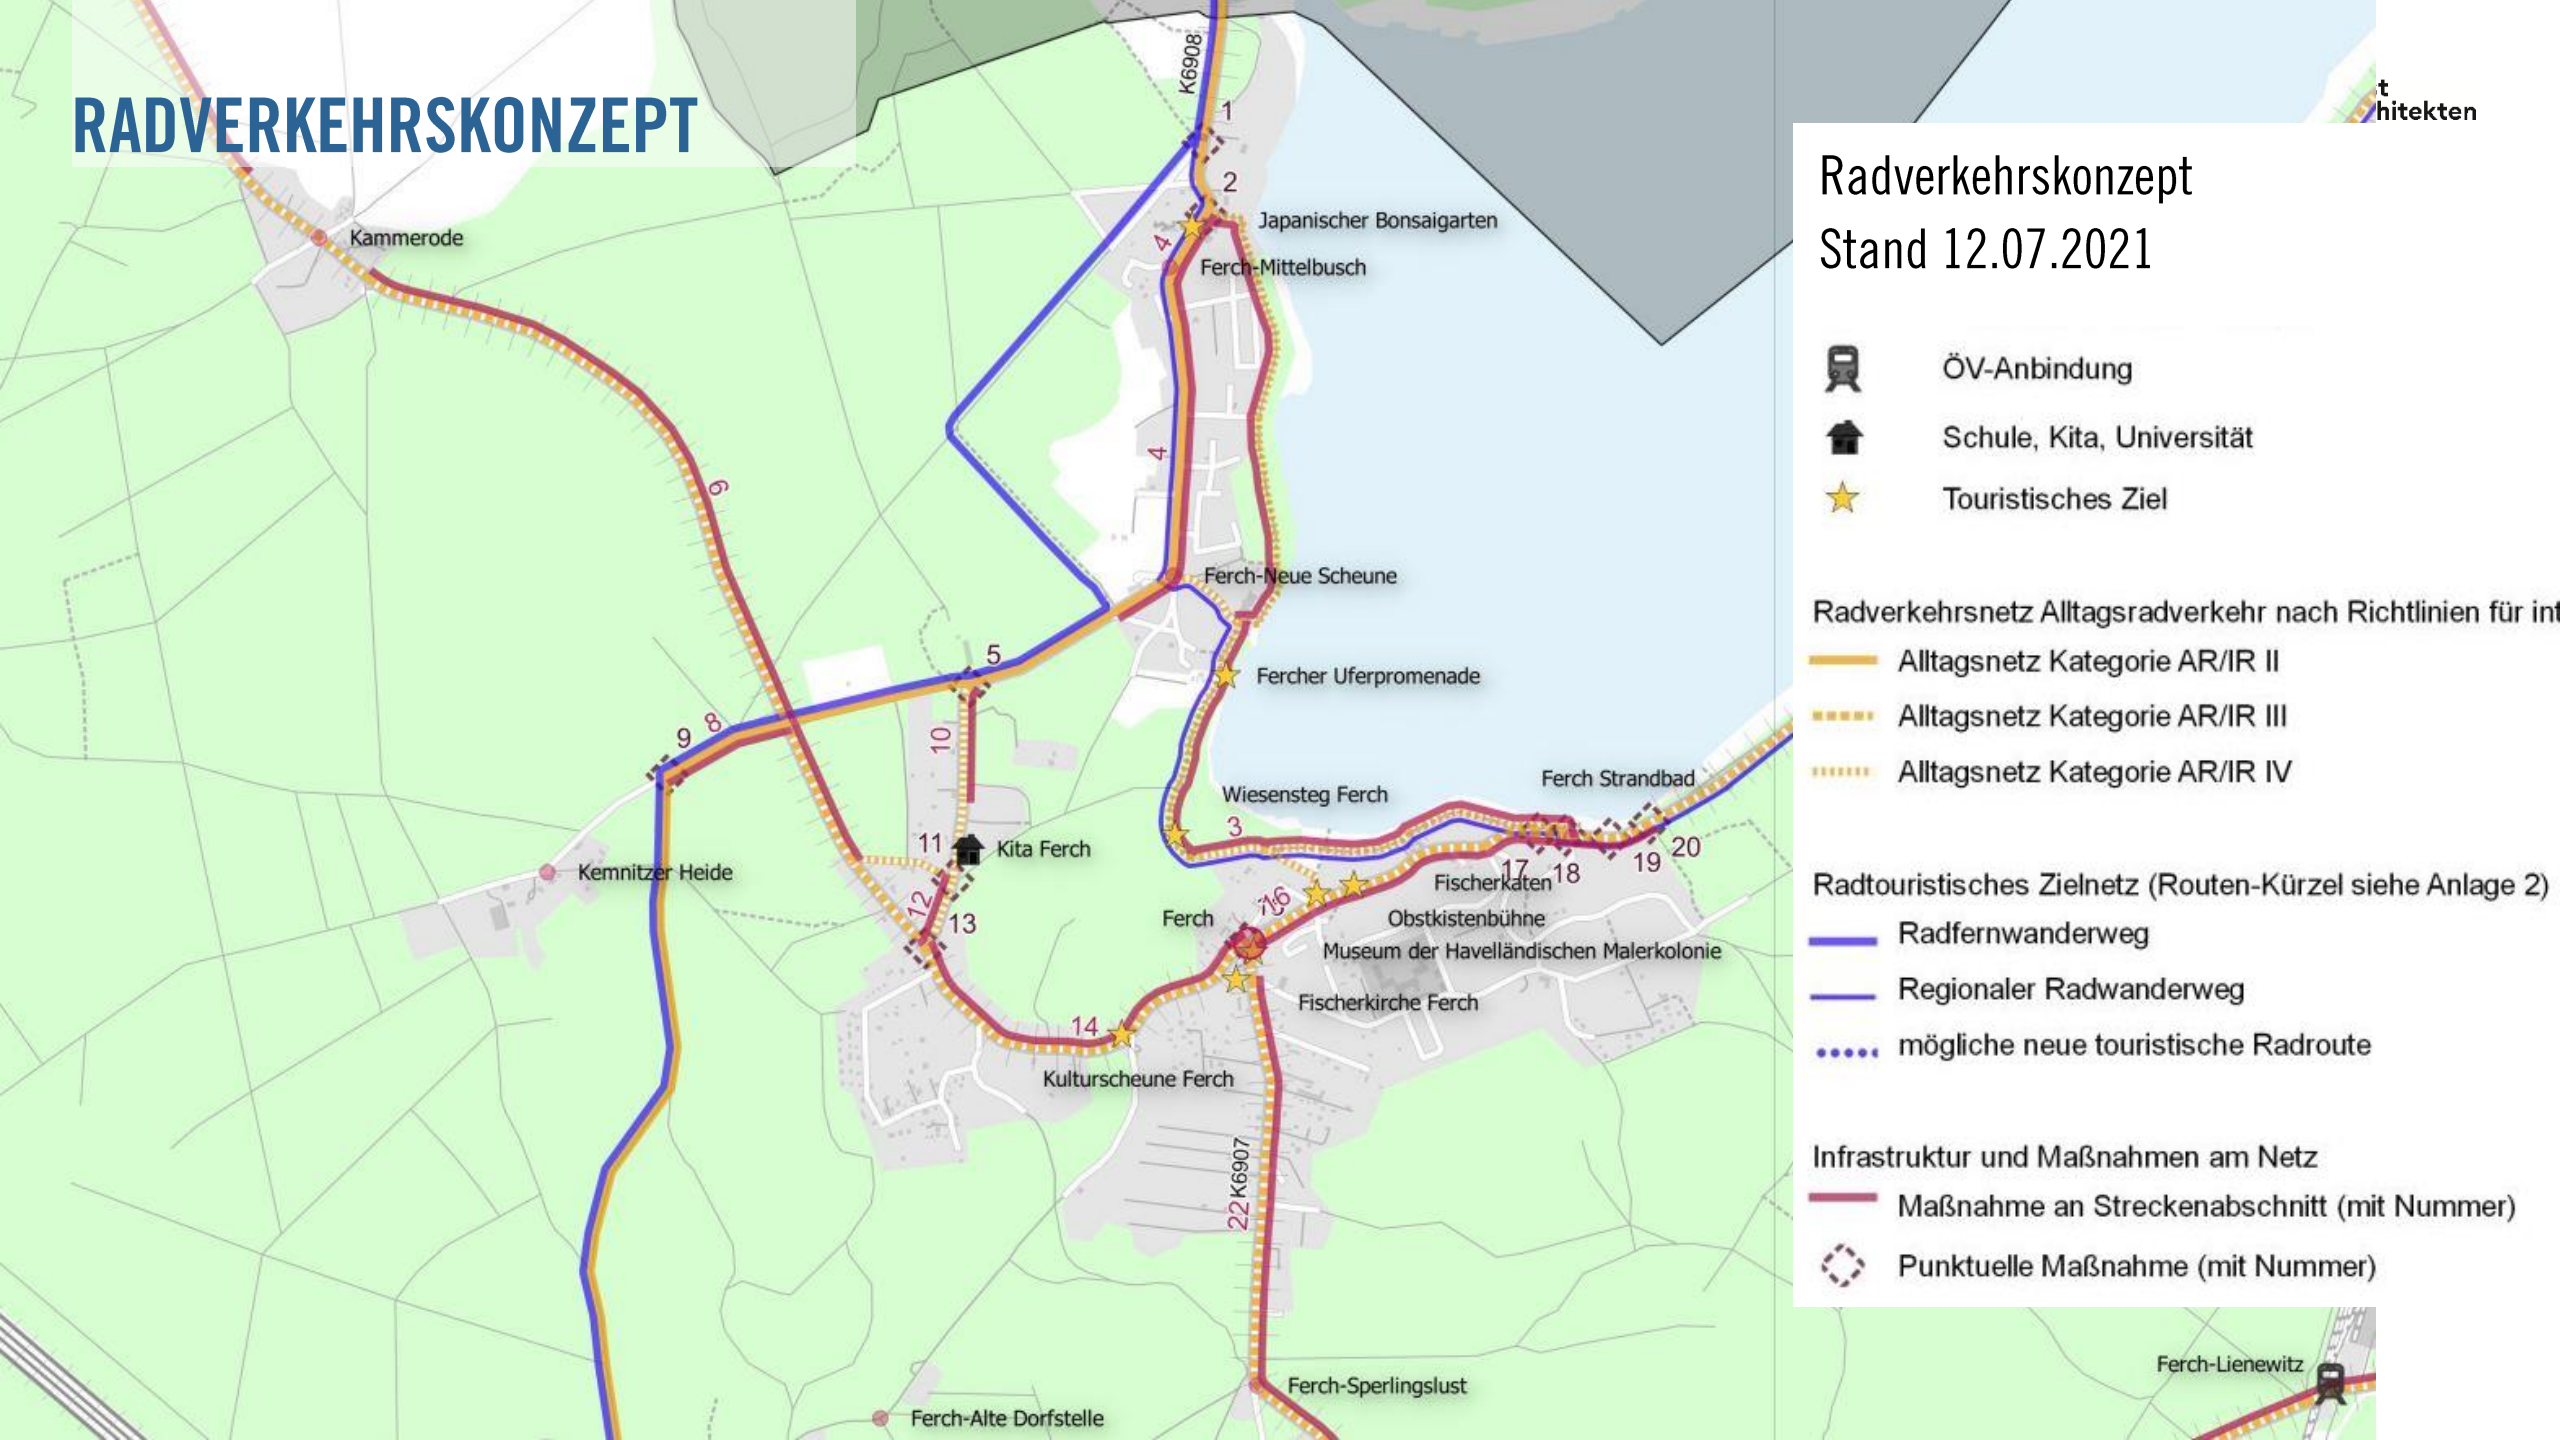 RADVERKEHRSKONZEPT
t
hitekten
Radverkehrskonzept
Stand 12.07.2021
ÖV-Anbindung
Schule, Kita, Universität
Touristisches Ziel
Radverkehrsnetz Alltagsradverkehr nach Richtlinien für int
Alltagsnetz Kategorie AR/IR II
Alltagsnetz Kategorie AR/IR III
Alltagsnetz Kategorie AR/IR IV
Radtouristisches Zielnetz (Routen-Kürzel siehe Anlage 2)
Radfernwanderweg
Regionaler Radwanderweg
mögliche neue touristische Radroute
Infrastruktur und Maßnahmen am Netz
Maßnahme an Streckenabschnitt (mit Nummer)
Punktuelle Maßnahme (mit Nummer)
K6908
1
2
Japanischer Bonsaigarten
4
Ferch-Mittelbusch
Kammerode
4
6
Ferch-Neue Scheune
5
Fercher Uferpromenade
9
8
10
Ferch Strandbad
Wiesensteg Ferch
3
11
Kita Ferch
20
19
17
18
Kemnitzer Heide
Fischerkaten
12
13
16
Ferch
Obstkistenbühne
Museum der Havelländischen Malerkolonie
Fischerkirche Ferch
14
Kulturscheune Ferch
K6907
22
Ferch-Lienewitz
Ferch-Sperlingslust
Ferch-Alte Dorfstelle